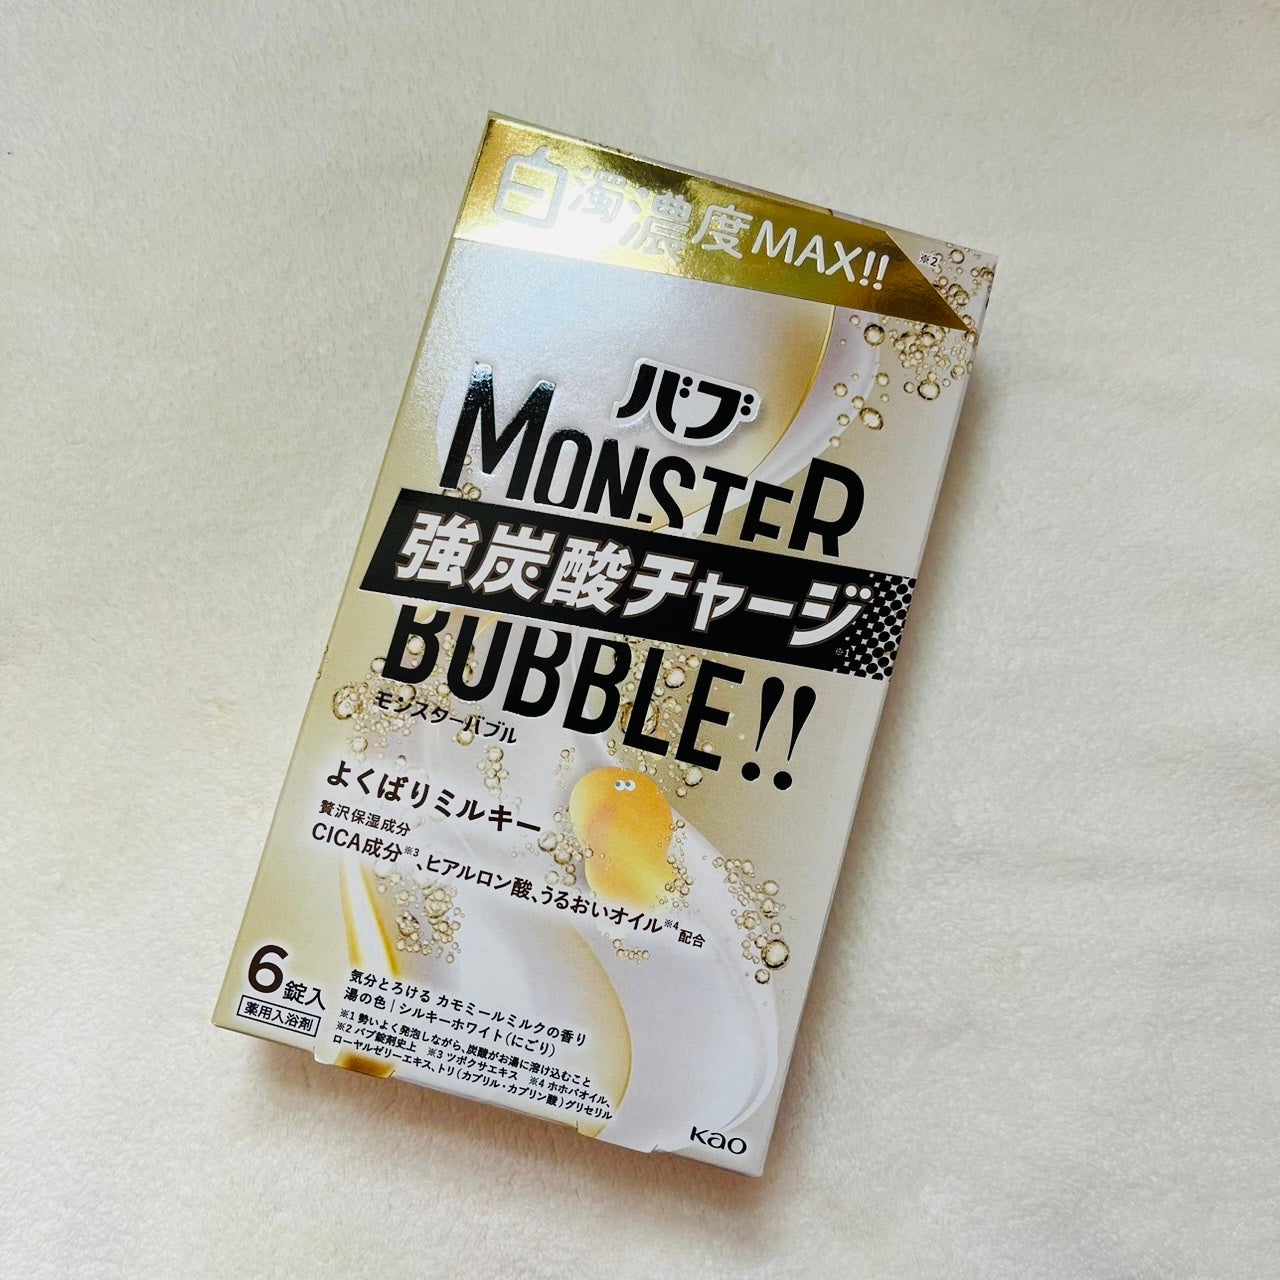 白濁濃度MAX!!
※2
バブ
MONSTER
強炭酸チャージ
※1
BUBBLE!!
モンスターバブル
よくばりミルキー
贅沢保湿成分
CICA成分※3、ヒアルロン酸、うるおいオイル※4配合
6錠入
薬用入浴剤
気分とろける カモミールミルクの香り
湯の色|シルキーホワイト(にごり)
※1 勢いよく発泡しながら、炭酸がお湯に溶け込むこと
※2 バブ錠剤史上 ※3 ツボクサエキス ※4 ホホバオイル、
ローヤルゼリーエキス、トリ(カプリル・カプリン酸)グリセリル
Kao